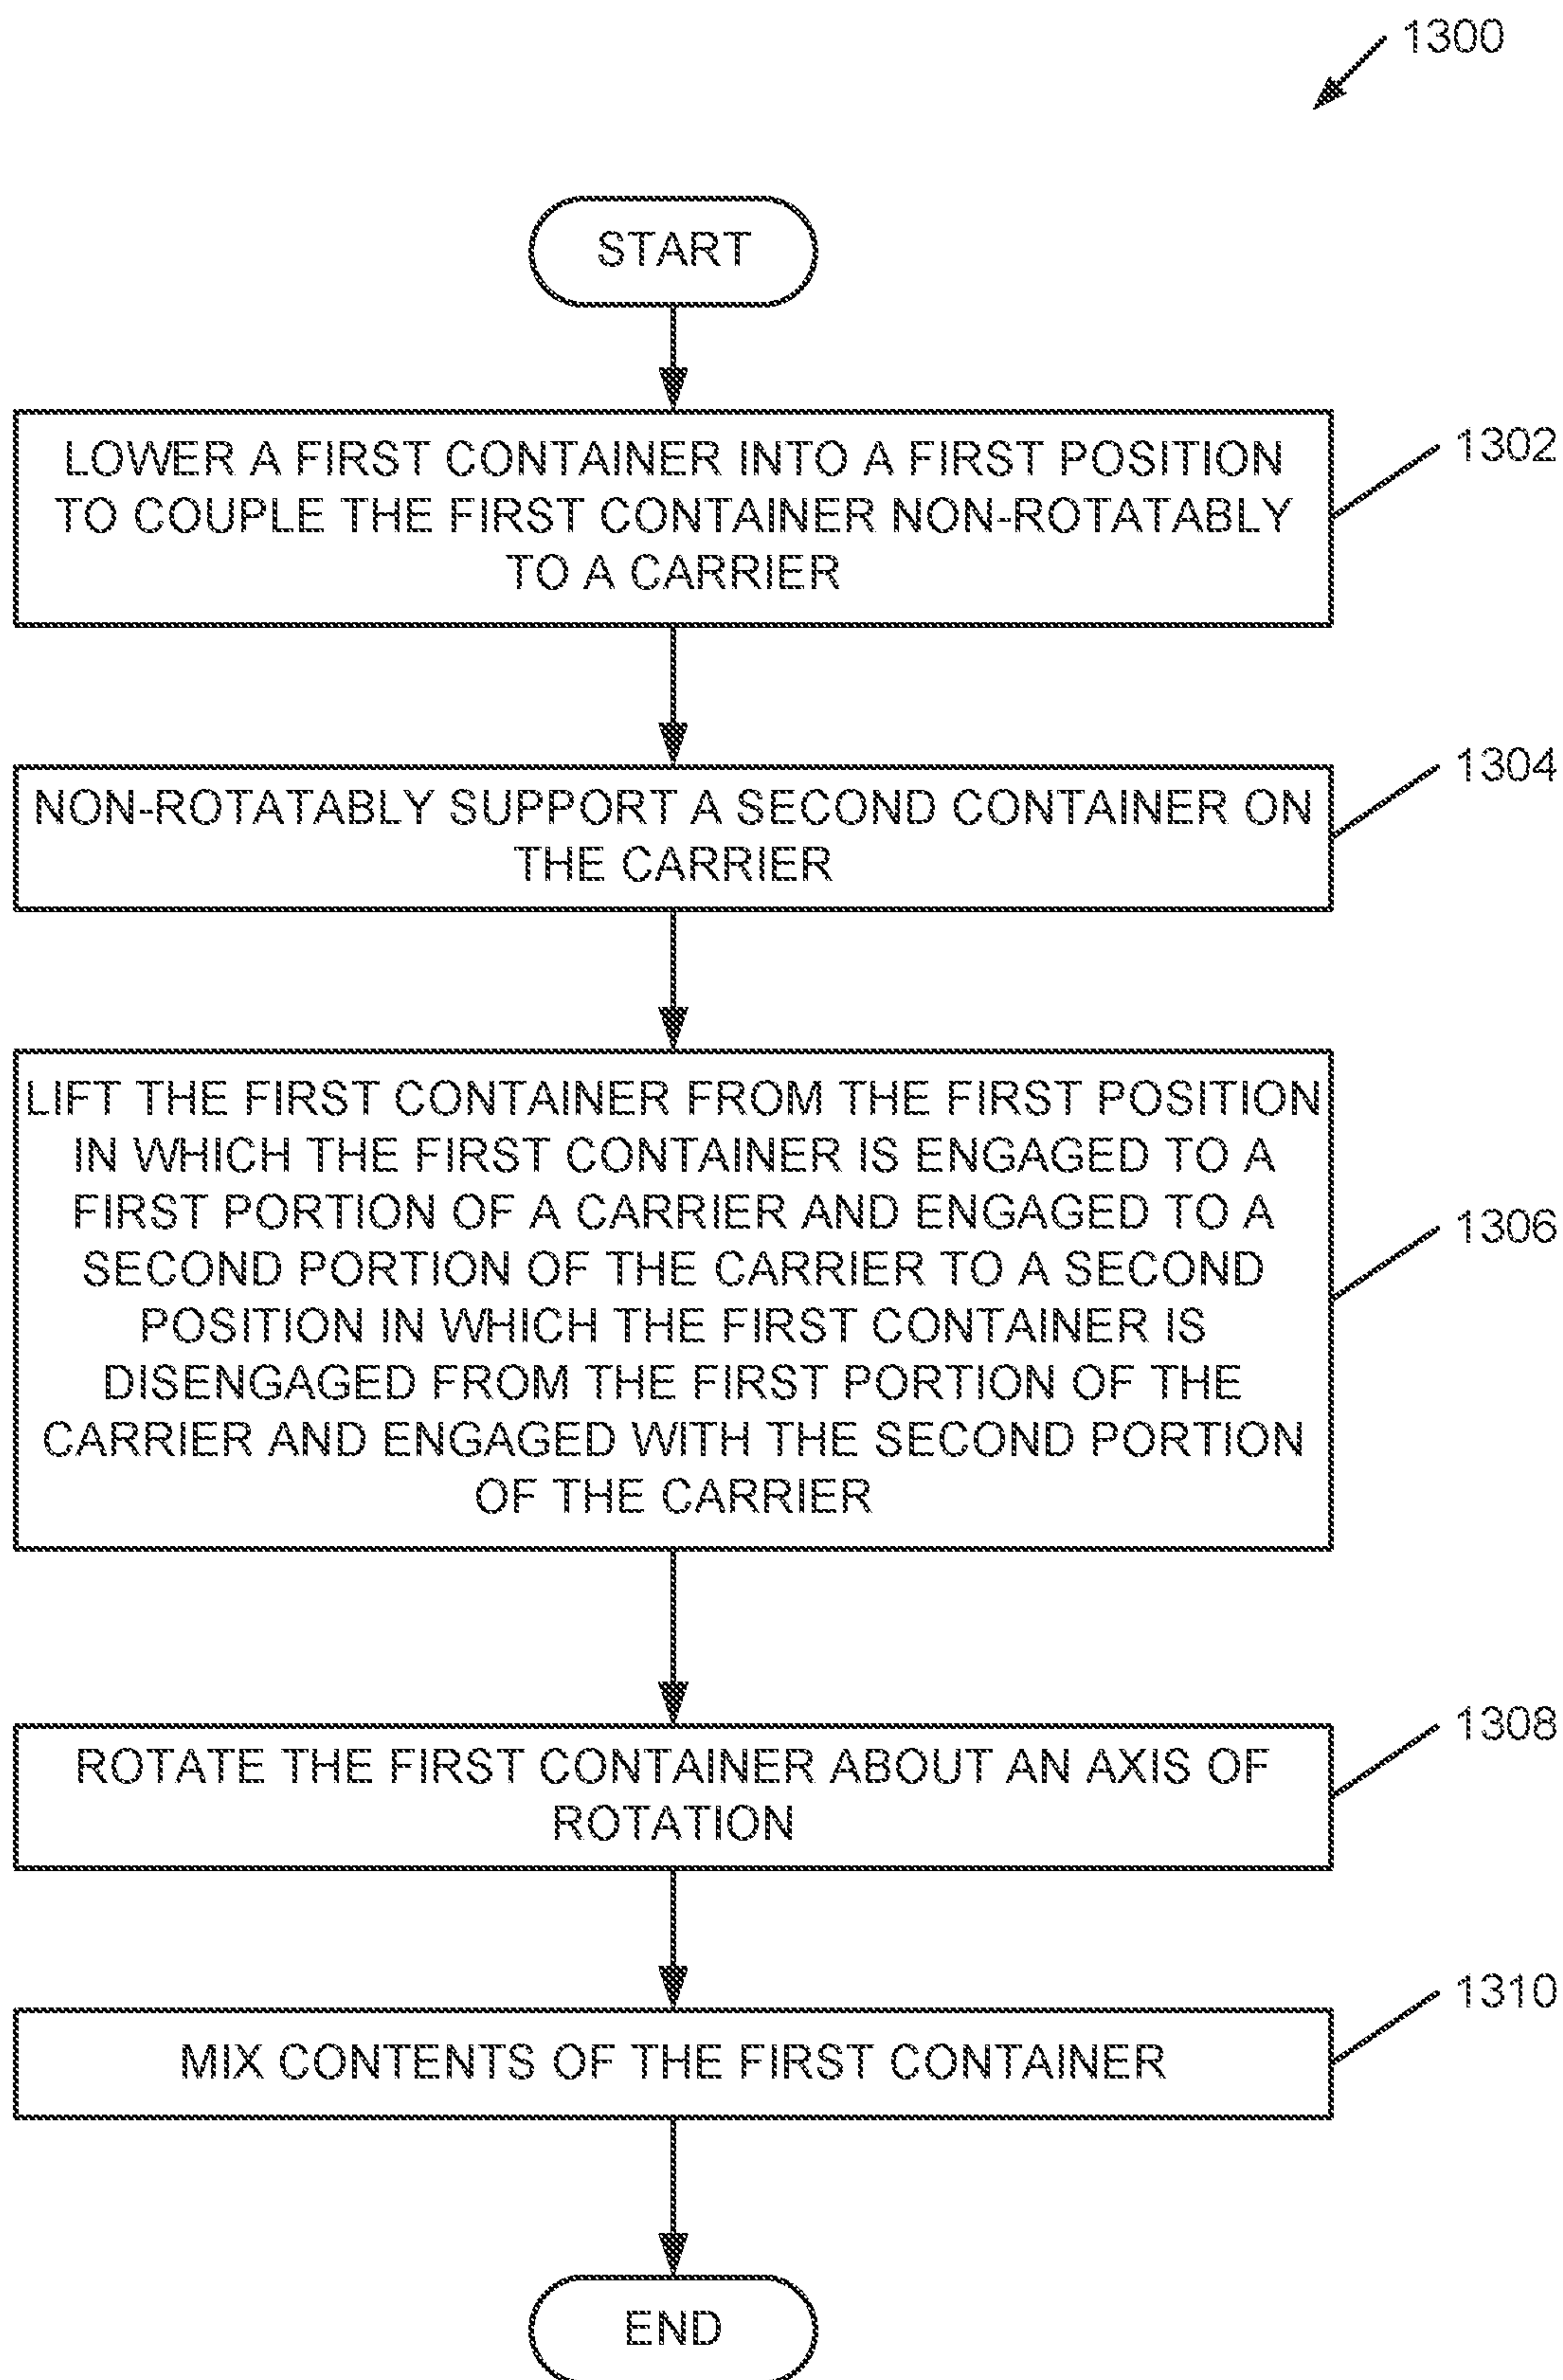 1300
START
LOWER A FIRST CONTAINER INTO A FIRST POSITION
TO COUPLE THE FIRST CONTAINER NON-ROTATABLY
TO A CARRIER
1302
NON-ROTATABLY SUPPORT A SECOND CONTAINER ON
THE CARRIER
1304
LIFT THE FIRST CONTAINER FROM THE FIRST POSITION
IN WHICH THE FIRST CONTAINER IS ENGAGED TO A
FIRST PORTION OF A CARRIER AND ENGAGED TO A
SECOND PORTION OF THE CARRIER TO A SECOND
POSITION IN WHICH THE FIRST CONTAINER IS
DISENGAGED FROM THE FIRST PORTION OF THE
CARRIER AND ENGAGED WITH THE SECOND PORTION
OF THE CARRIER
1306
ROTATE THE FIRST CONTAINER ABOUT AN AXIS OF
ROTATION
1308
MIX CONTENTS OF THE FIRST CONTAINER
1310
END